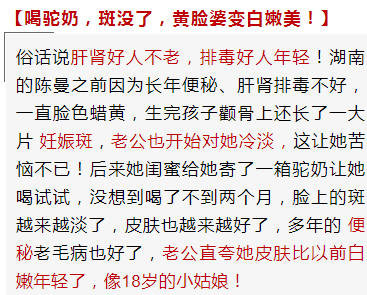 【喝驼奶，斑没了，黄脸婆变白嫩美！】
俗话说肝肾好人不老，排毒好人年轻！湖南
的陈曼之前因为长年便秘、肝肾排毒不好，
一直脸色蜡黄，生完孩子颧骨上还长了一大
片 妊娠斑，老公也开始对她冷淡，这让她苦
恼不已！后来她闺蜜给她寄了一箱驼奶让她
喝试试，没想到喝了不到两个月，脸上的斑
越来越淡了，皮肤也越来越好了，多年的 便
秘老毛病也好了，老公直夸她皮肤比以前白
嫩年轻了，像18岁的小姑娘！